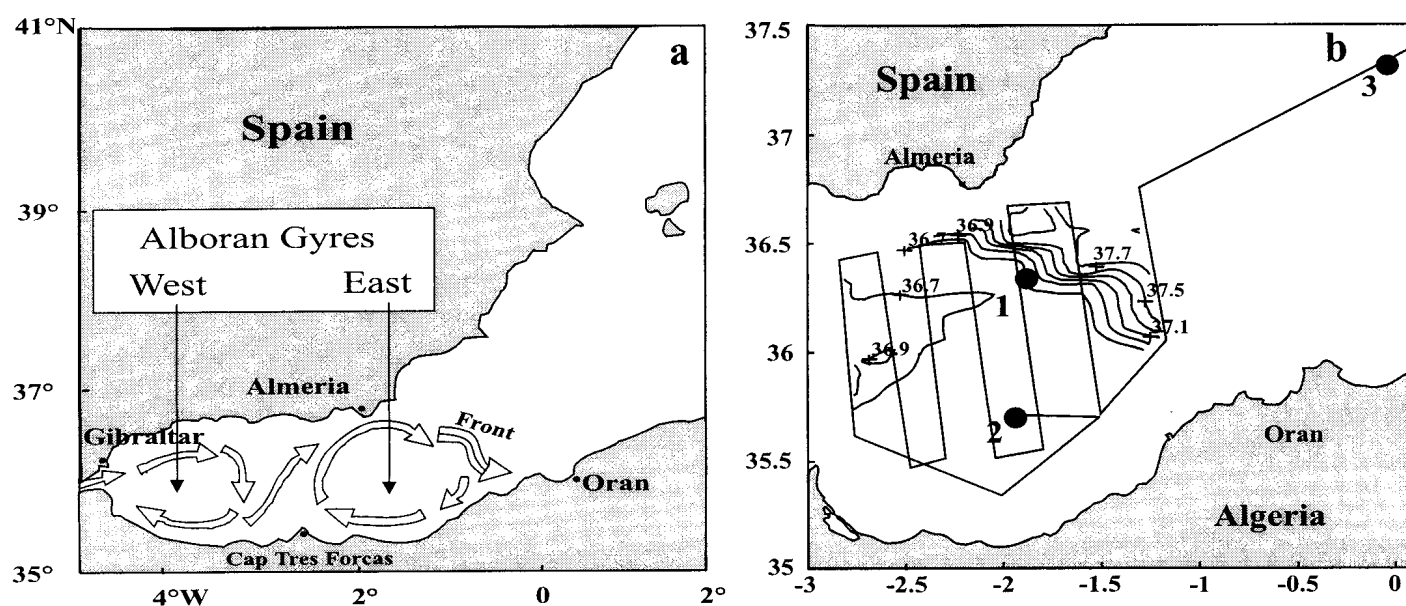 41°N
a
Spain
39°
Alboran Gyres
West East
37°
Almeria
Gibraltar
Front
Oran
Cap Tres Forcas
35°
4°W 2° 0 2°
37.5
b
Spain
3
37
Almeria
36.7 36.9
36.5
37.7
36.7
37.5
1
37.1
36
36.9
2
Oran
35.5
Algeria
35
-3 -2.5 -2 -1.5 -1 -0.5 0